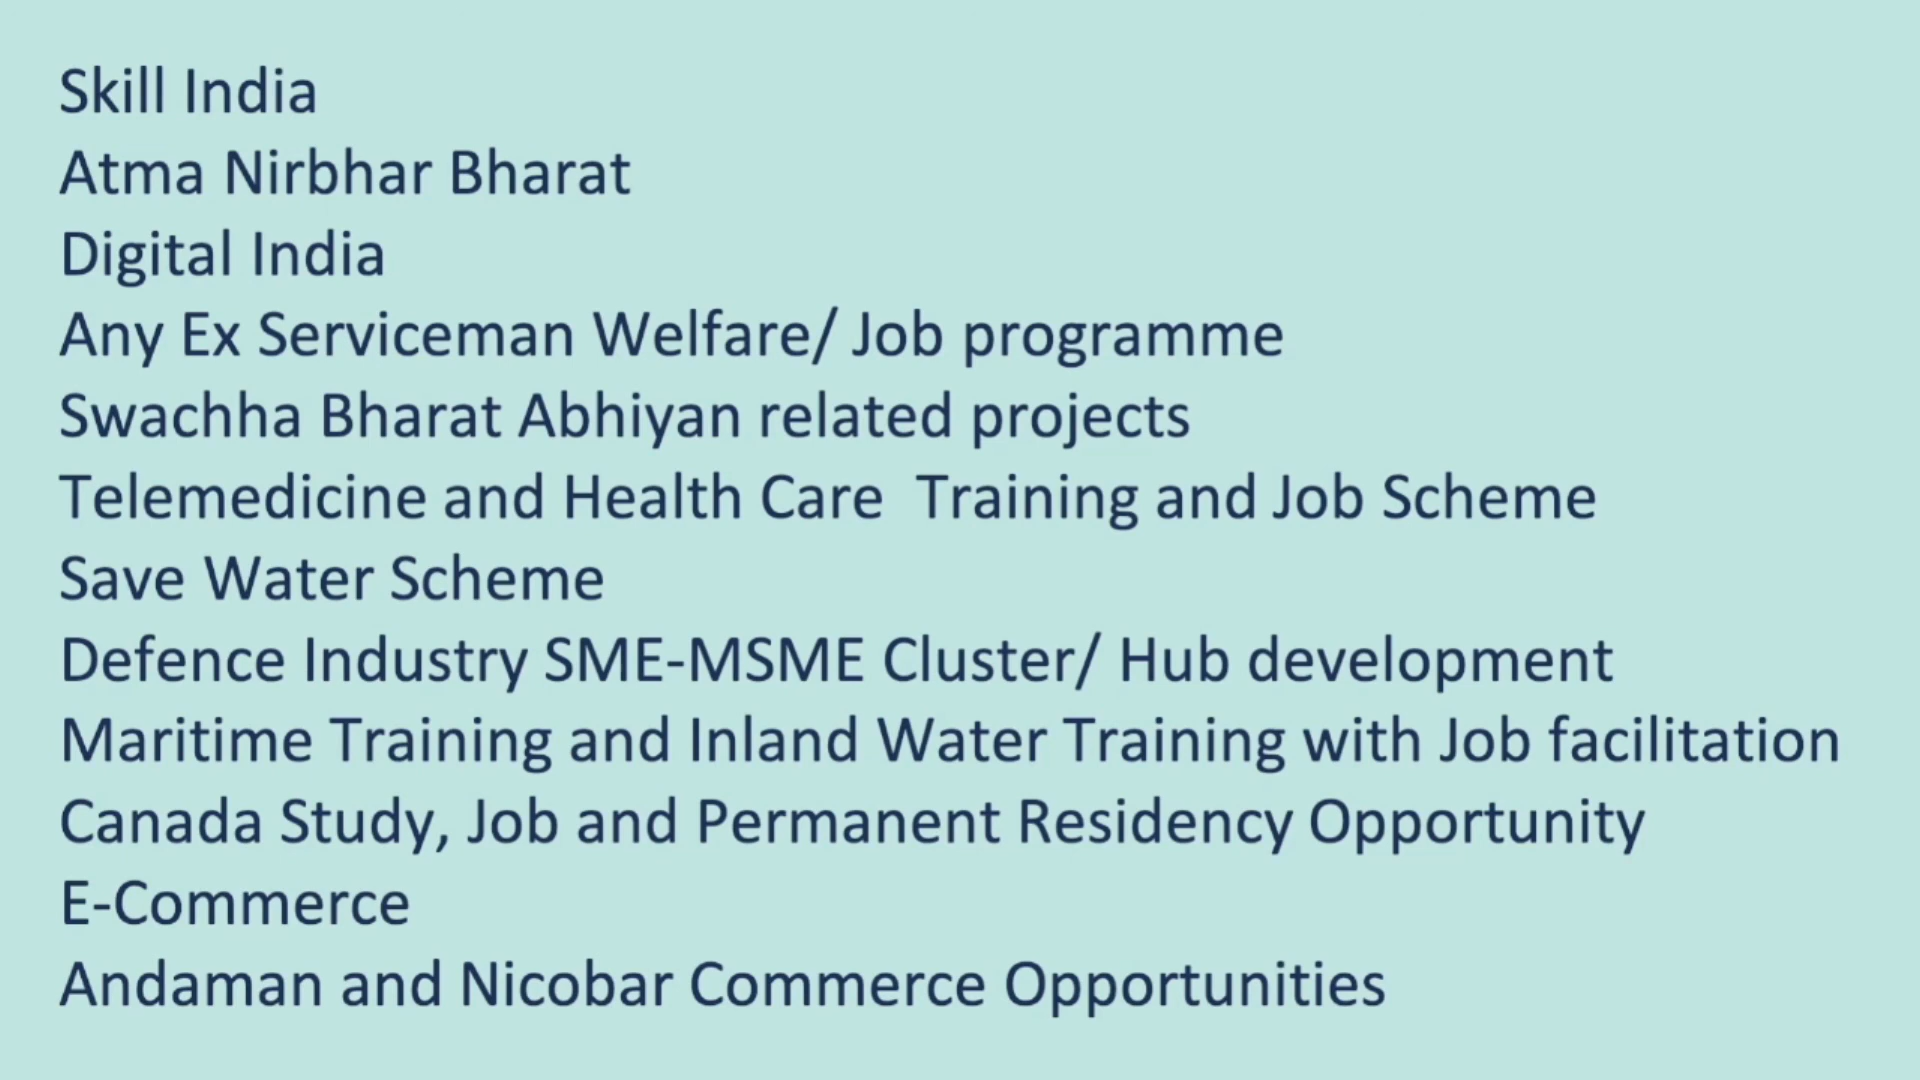 Skill India
Atma Nirbhar Bharat
Digital India
Any Ex Serviceman Welfare/ Job programme
Swachha Bharat Abhiyan related projects
Telemedicine and Health Care  Training and Job Scheme
Save Water Scheme
Defence Industry SME-MSME Cluster/ Hub development
Maritime Training and Inland Water Training with Job facilitation
Canada Study, Job and Permanent Residency Opportunity
E-Commerce
Andaman and Nicobar Commerce Opportunities